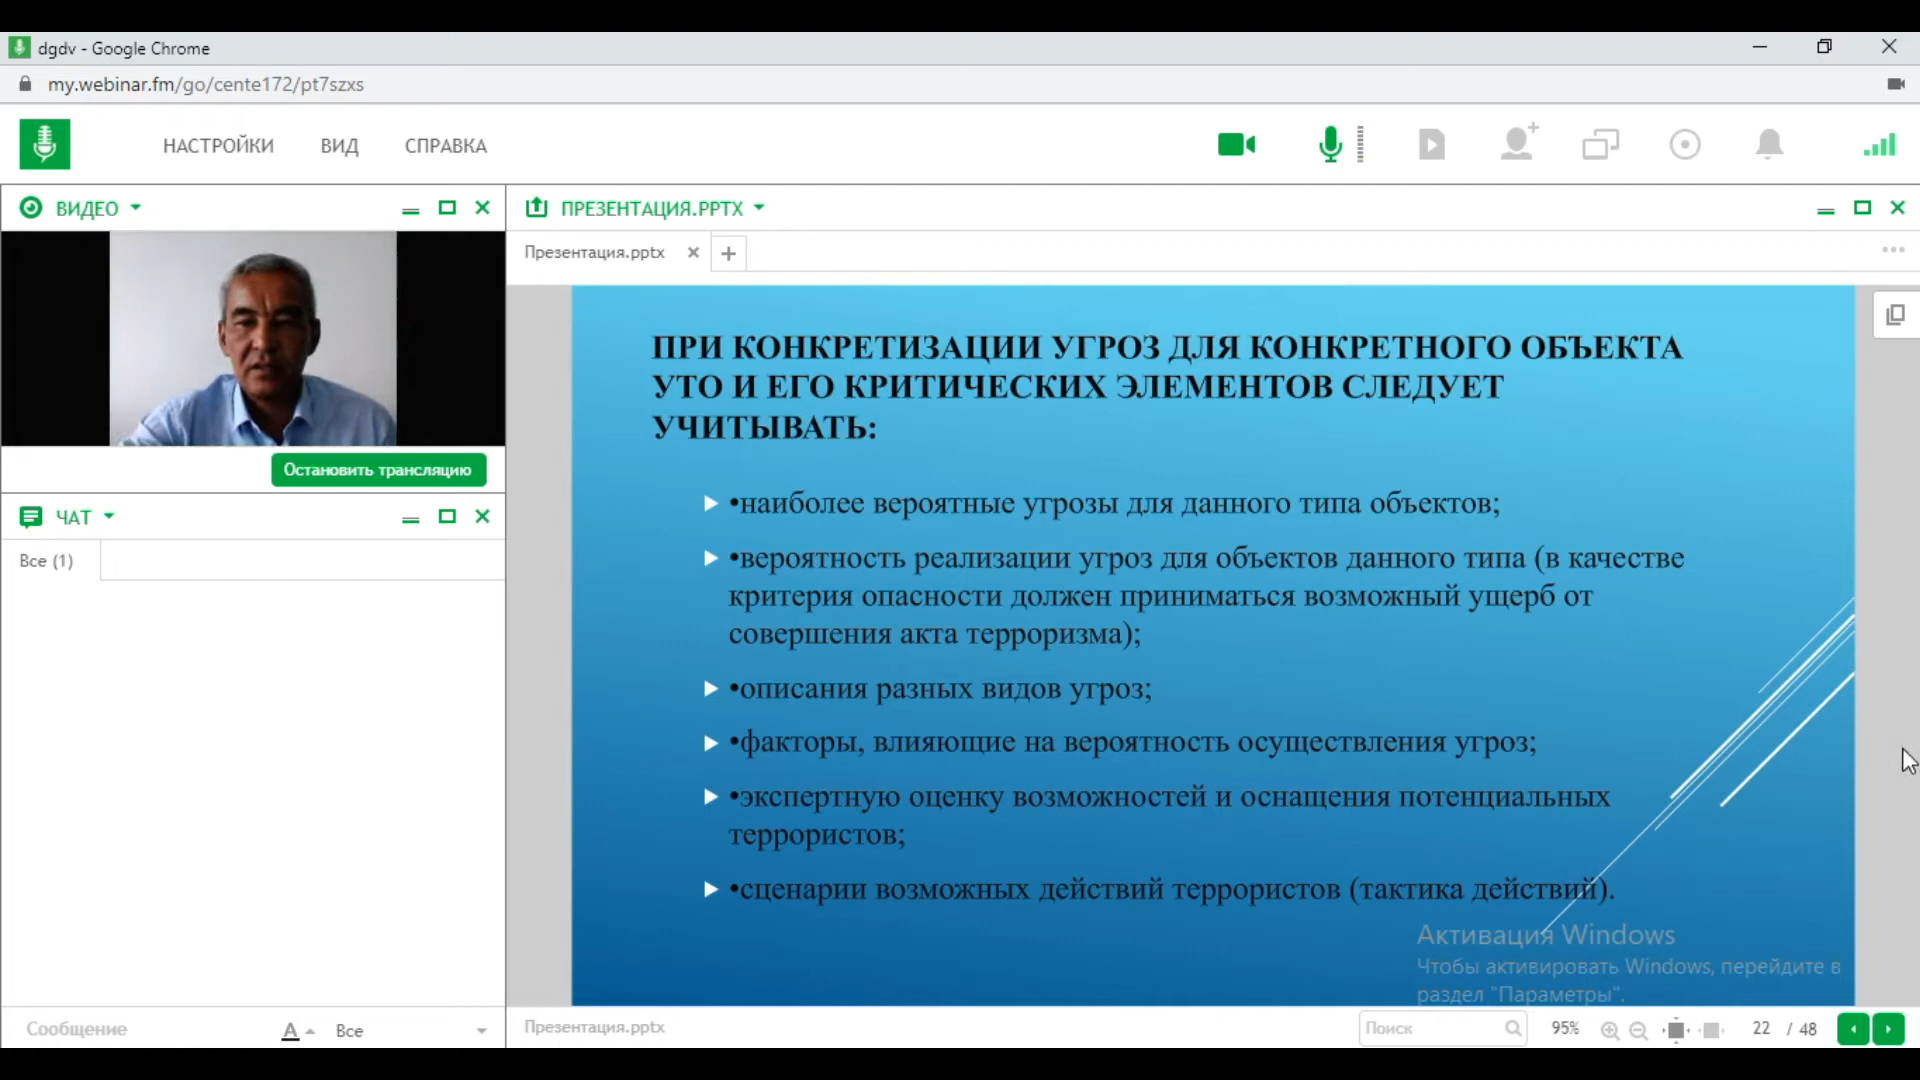 dgdv - Google Chrome
my.webinar.fm/go/cente172/pt7szxs
НАСТРОЙКИ ВИД СПРАВКА
ВИДЕО
Остановить трансляцию
ЧАТ
Все (1)
Сообщение A Все
ПРЕЗЕНТАЦИЯ.PPTX
Презентация.pptx
ПРИ КОНКРЕТИЗАЦИИ УГРОЗ ДЛЯ КОНКРЕТНОГО ОБЪЕКТА
УТО И ЕГО КРИТИЧЕСКИХ ЭЛЕМЕНТОВ СЛЕДУЕТ
УЧИТЫВАТЬ:
•наиболее вероятные угрозы для данного типа объектов;
•вероятность реализации угроз для объектов данного типа (в качестве
критерия опасности должен приниматься возможный ущерб от
совершения акта терроризма);
•описания разных видов угроз;
•факторы, влияющие на вероятность осуществления угроз;
•экспертную оценку возможностей и оснащения потенциальных
террористов;
•сценарии возможных действий террористов (тактика действий).
Активация Windows
Чтобы активировать Windows, перейдите в
раздел "Параметры".
Презентация.pptx Поиск 95% 22 / 48